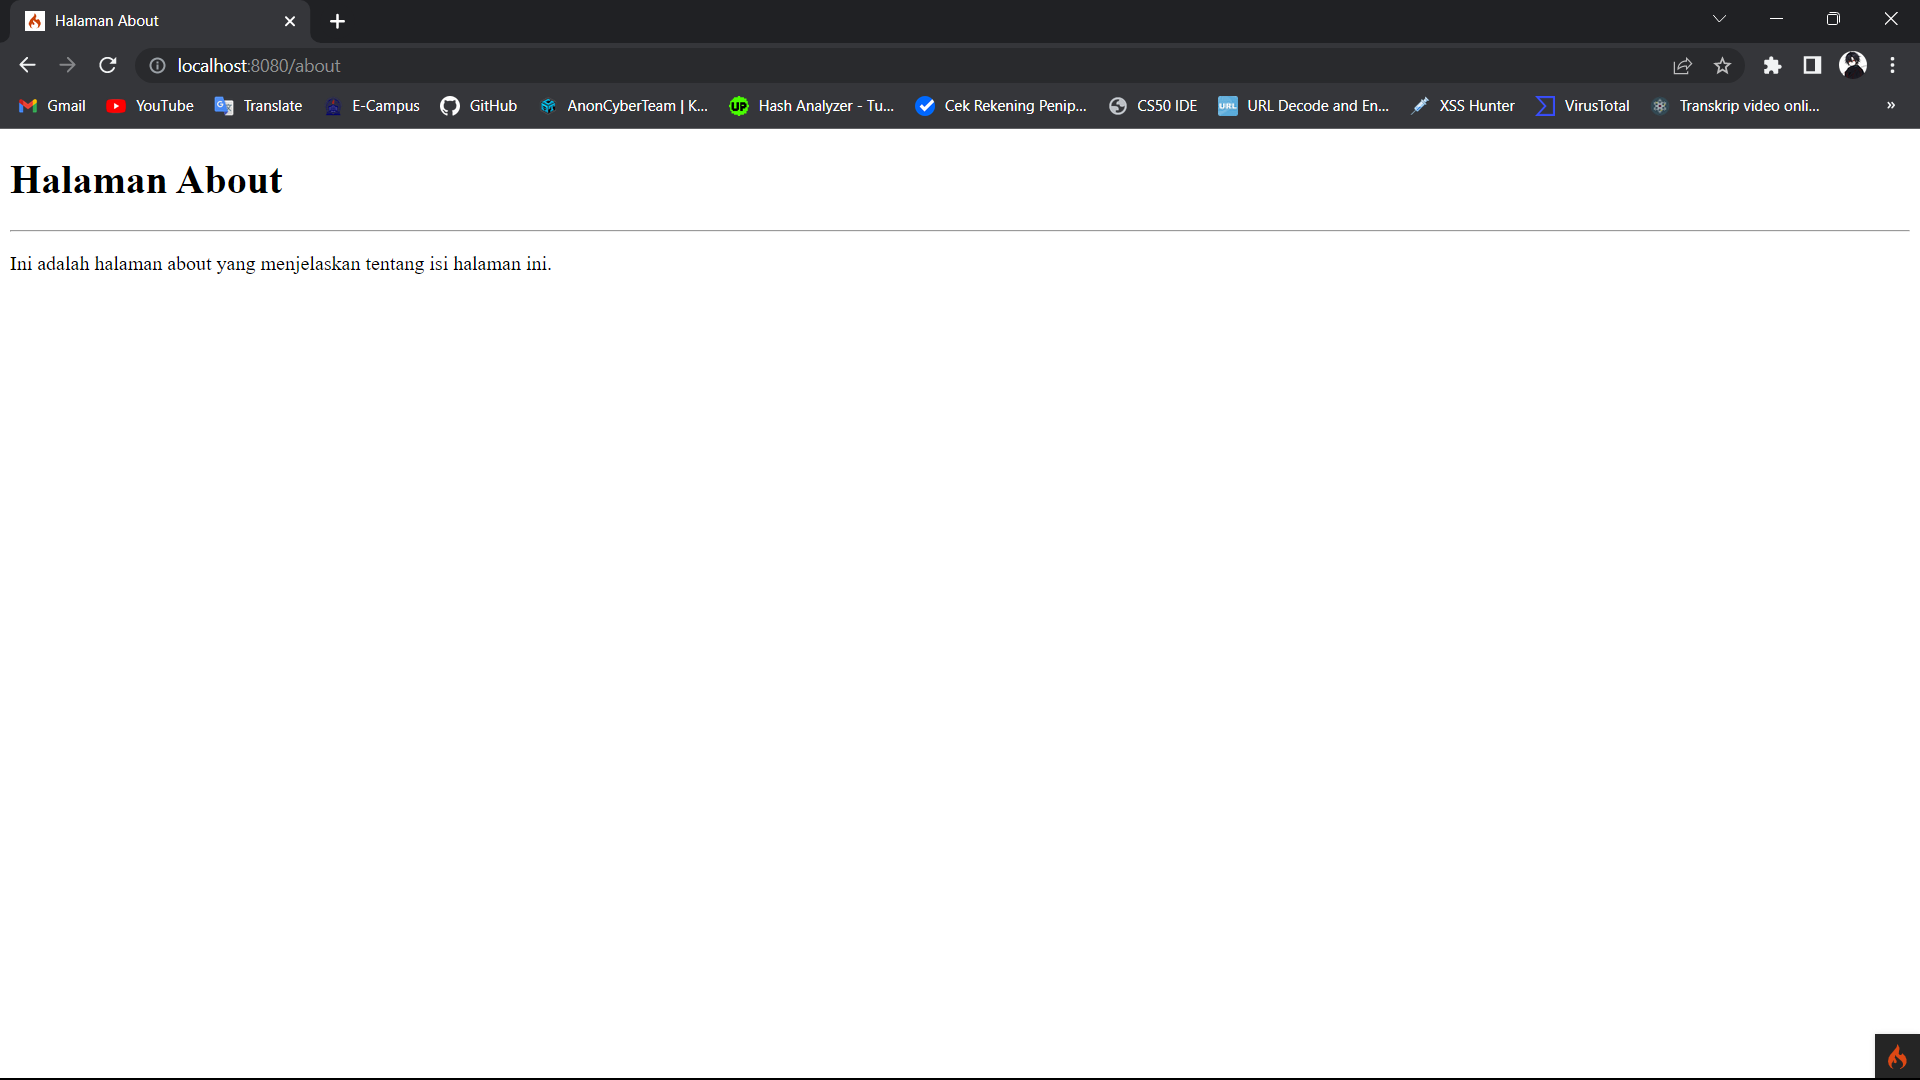 Halaman About
localhost:8080/about
Gmail YouTube Translate E-Campus GitHub AnonCyberTeam | K... Hash Analyzer - Tu... Cek Rekening Penip... CS50 IDE URL Decode and En... XSS Hunter VirusTotal Transkrip video onli... »
Halaman About
Ini adalah halaman about yang menjelaskan tentang isi halaman ini.